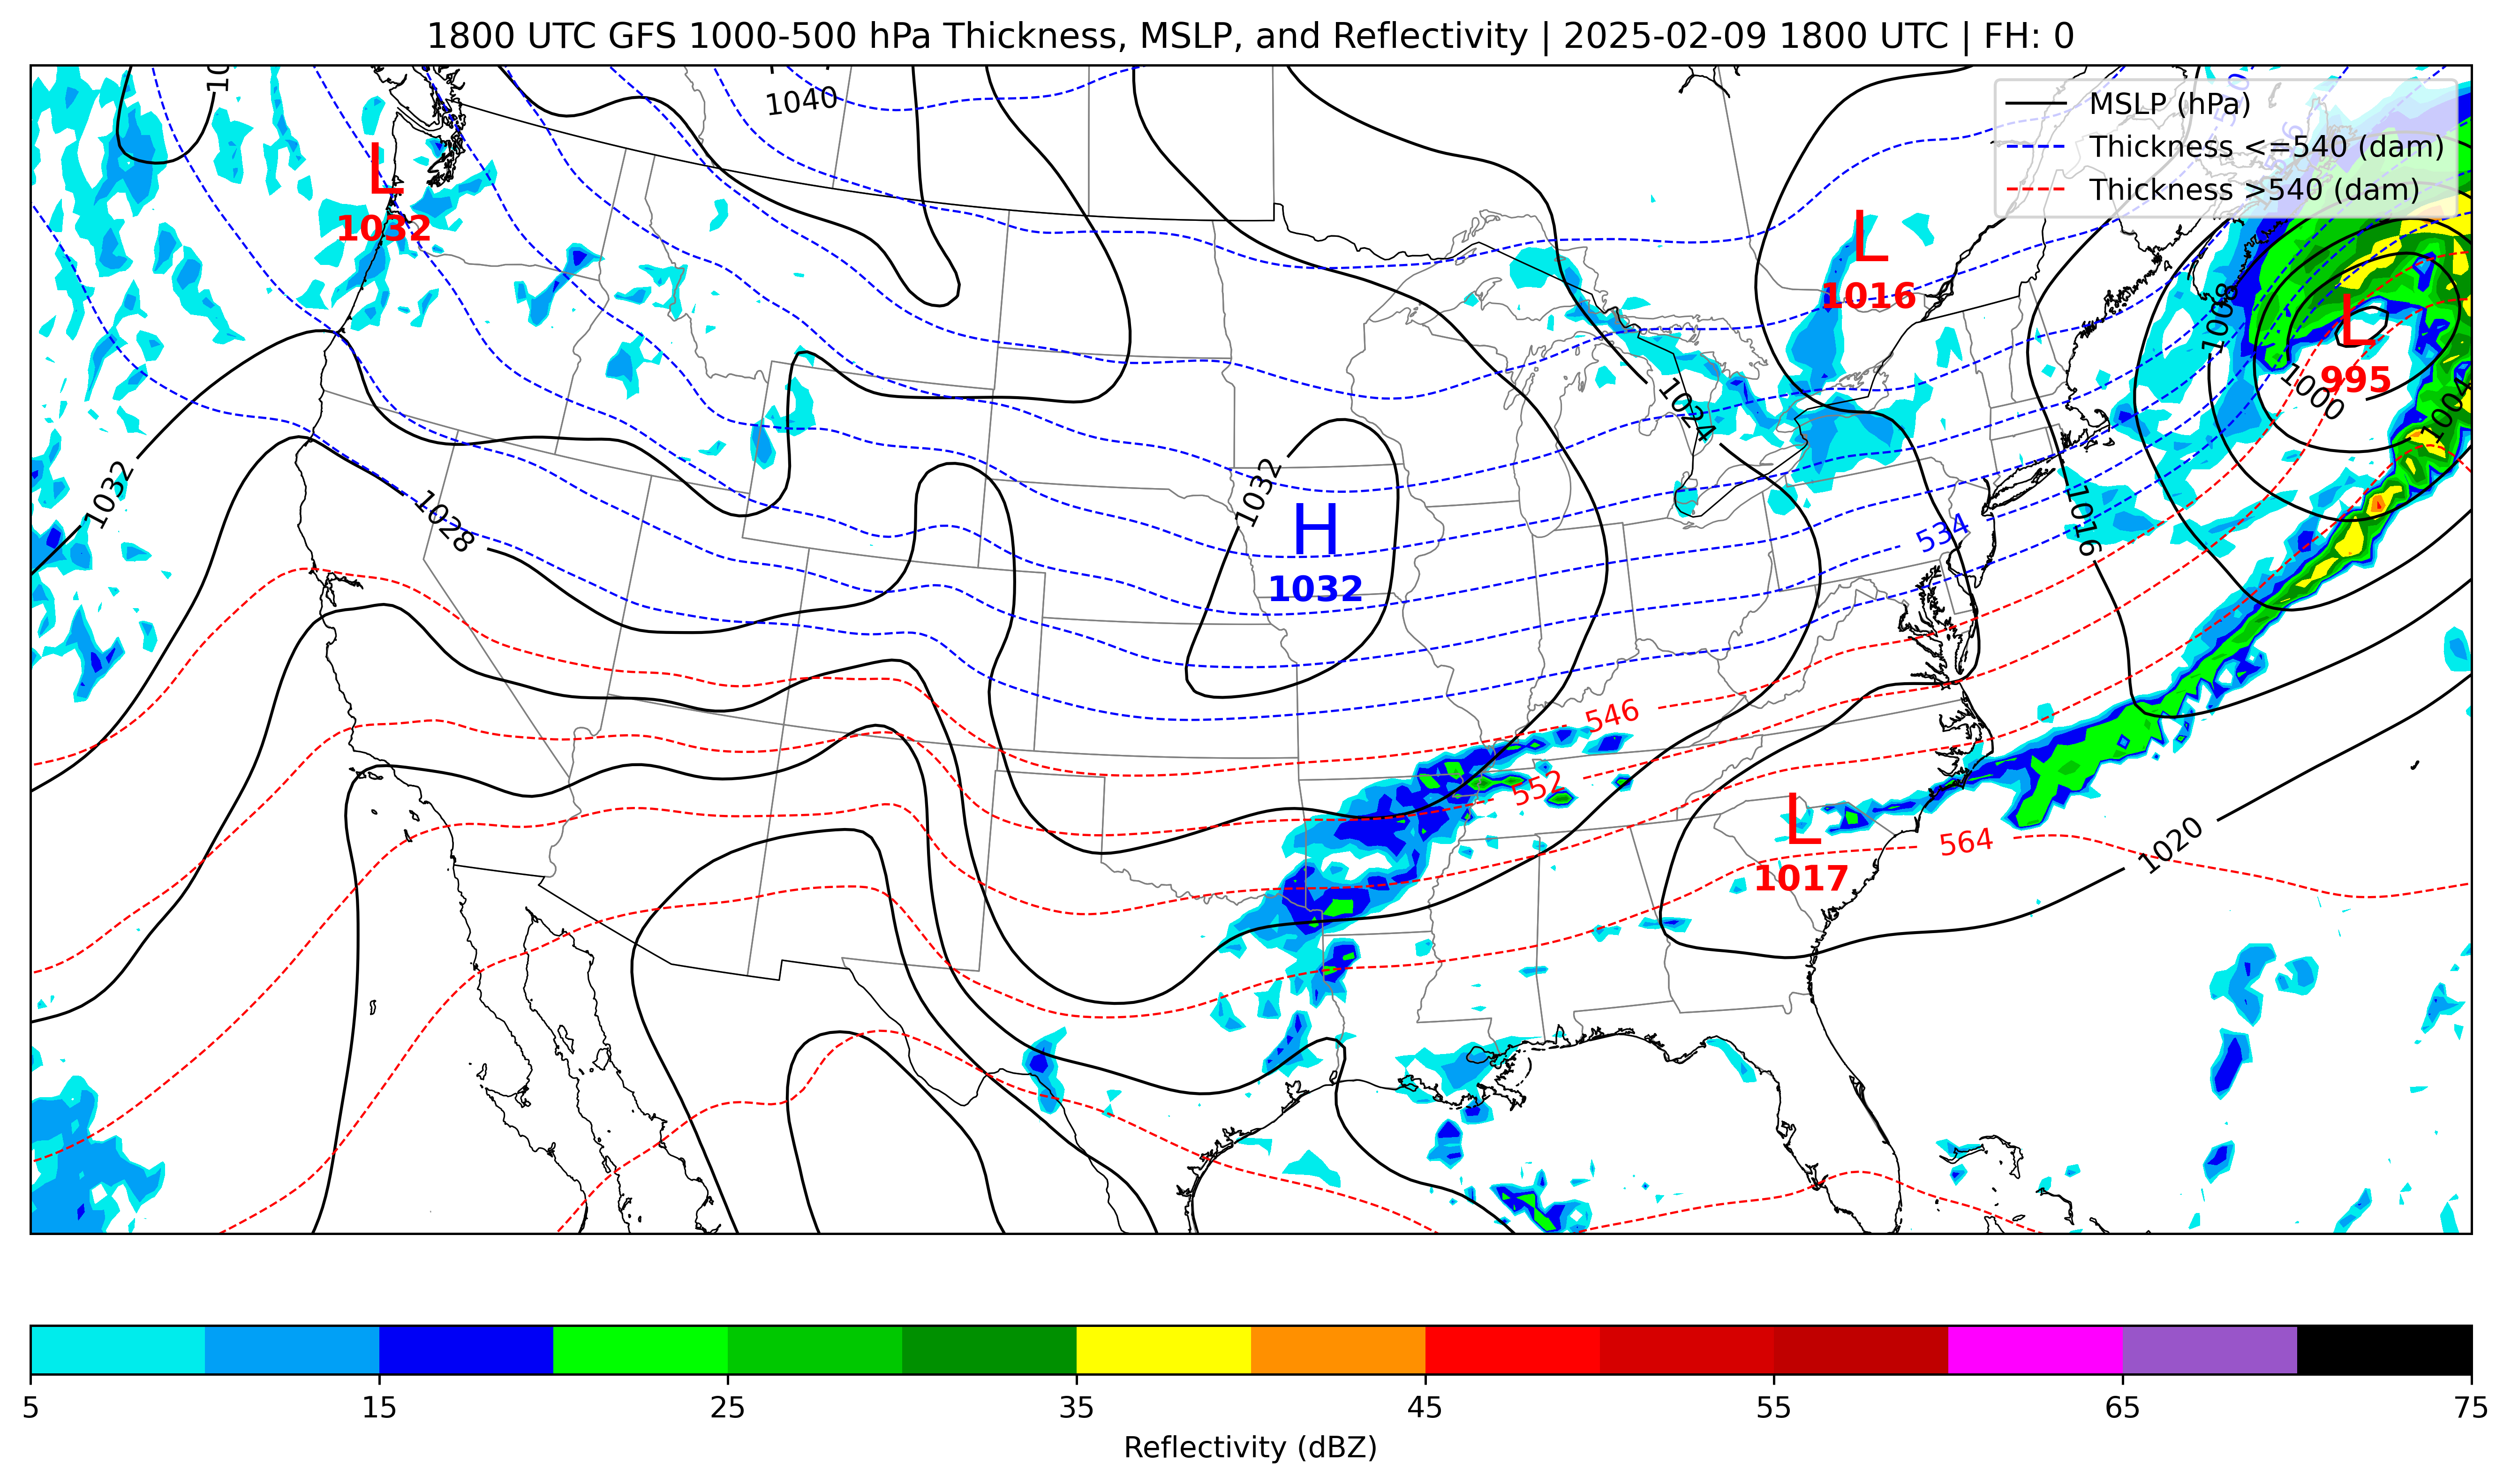 1800 UTC GFS 1000-500 hPa Thickness, MSLP, and Reflectivity | 2025-02-09 1800 UTC | FH: 0
MSLP (hPa)
Thickness <=540 (dam)
Thickness >540 (dam)
1040
L
1032
L
1016
L
995
1008
1000
1004
1024
1032
1028
1032
H
1032
534
1016
546
552
L
1017
564
1020
5 15 25 35 45 55 65 75
Reflectivity (dBZ)